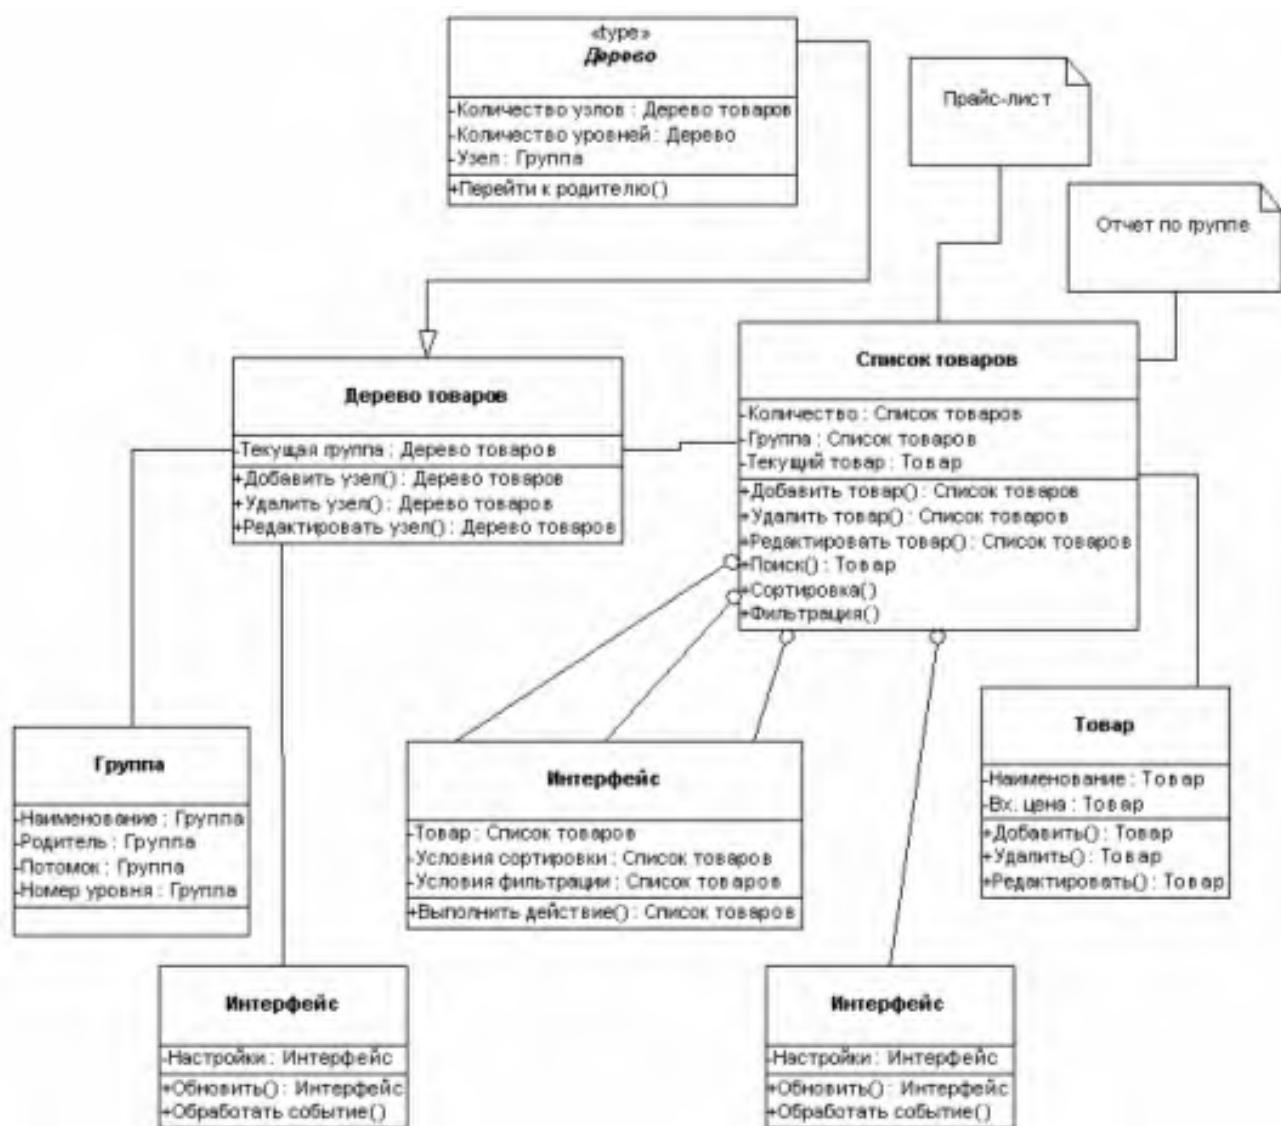 «type»
Дерево
-Количество узлов : Дерево товаров
-Количество уровней : Дерево
-Узел : Группа
+Перейти к родителю()
Прайс-лист
Отчет по группе
Дерево товаров
-Текущая группа : Дерево товаров
+Добавить узел() : Дерево товаров
+Удалить узел() : Дерево товаров
+Редактировать узел() : Дерево товаров
Список товаров
-Количество : Список товаров
-Группа : Список товаров
-Текущий товар : Товар
+Добавить товар() : Список товаров
+Удалить товар() : Список товаров
+Редактировать товар() : Список товаров
+Поиск() : Товар
+Сортировка()
+Фильтрация()
Группа
-Наименование : Группа
-Родитель : Группа
-Потомок : Группа
-Номер уровня : Группа
Интерфейс
-Товар : Список товаров
-Условия сортировки : Список товаров
-Условия фильтрации : Список товаров
+Выполнить действие() : Список товаров
Товар
-Наименование : Товар
-Вх. цена : Товар
+Добавить() : Товар
+Удалить() : Товар
+Редактировать() : Товар
Интерфейс
-Настройки : Интерфейс
+Обновить() : Интерфейс
+Обработать событие()
Интерфейс
-Настройки : Интерфейс
+Обновить() : Интерфейс
+Обработать событие()